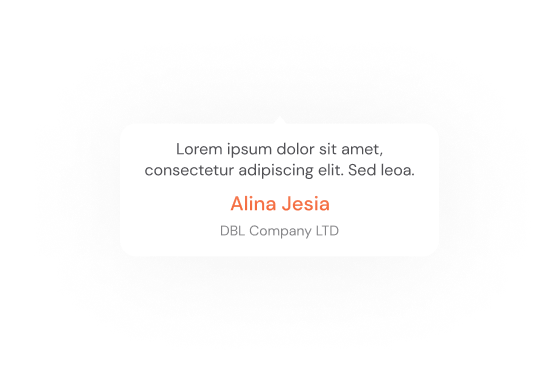 Lorem ipsum dolor sit amet,
consectetur adipiscing elit. Sed leoa.
Alina Jesia
DBL Company LTD